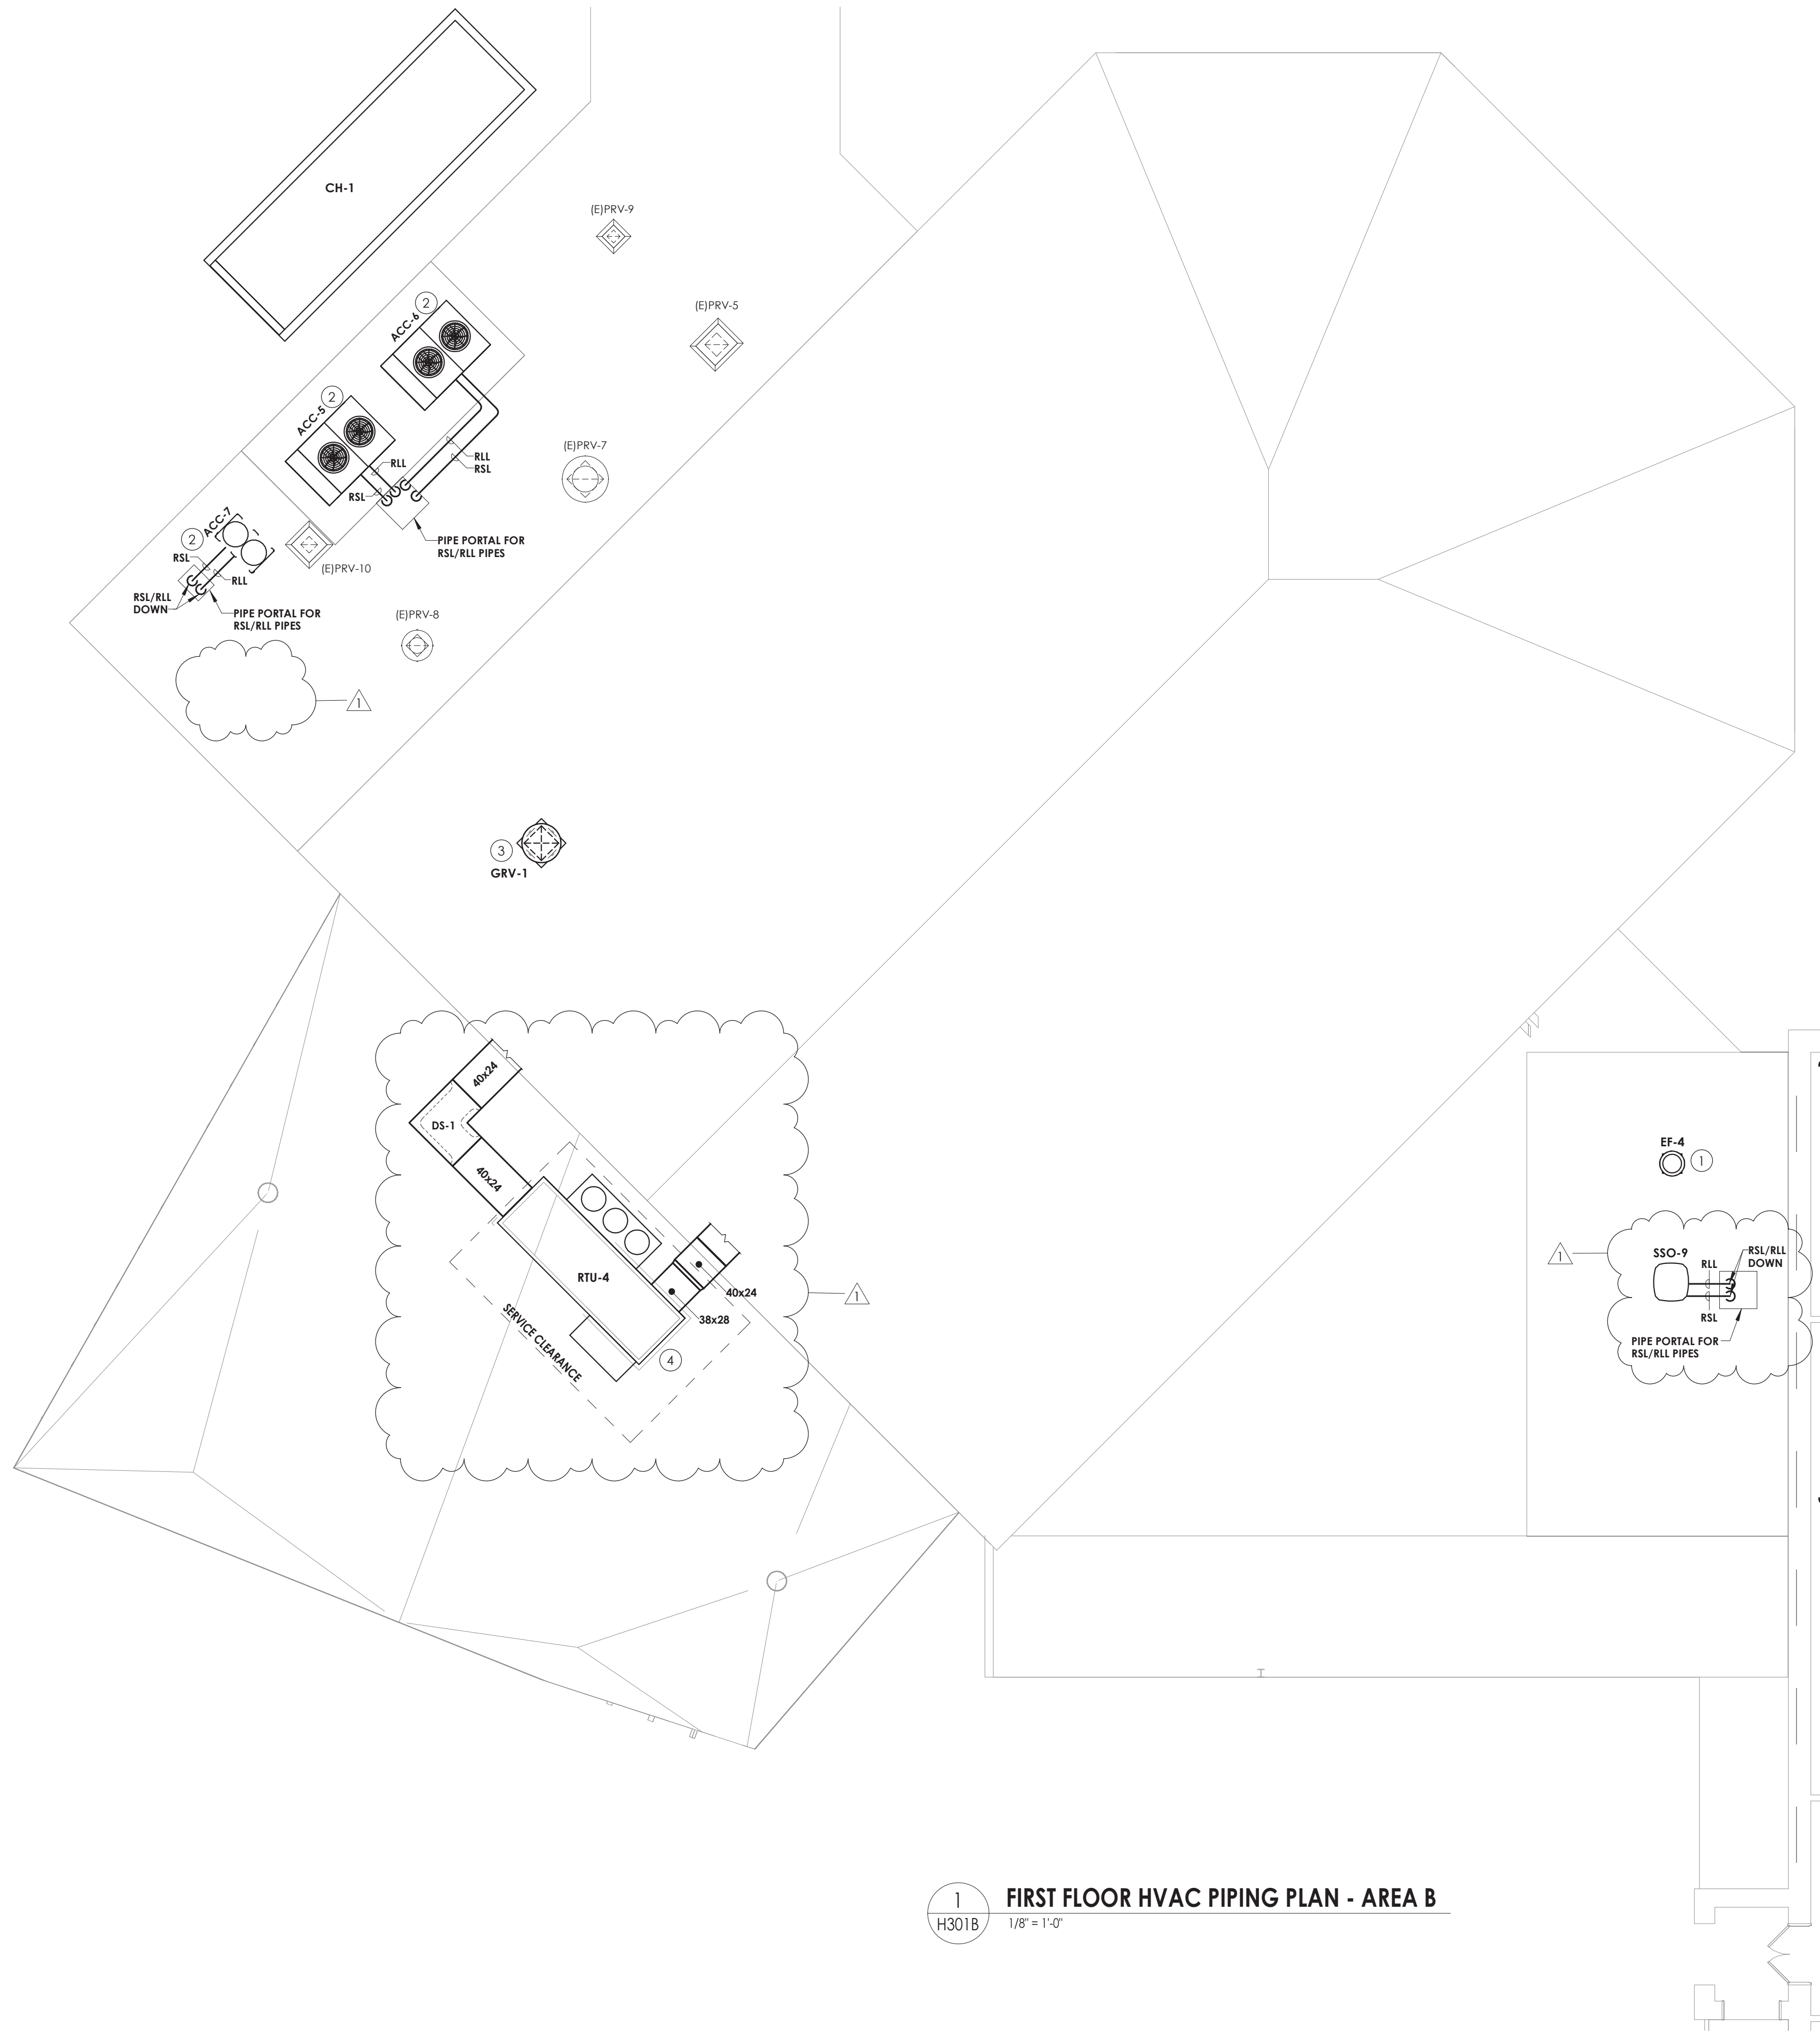 CH-1
(E)PRV-9
(E)PRV-5
2
ACC-6
2
ACC-5
RLL
RSL
RLL
RSL
(E)PRV-7
2
ACC-7
PIPE PORTAL FOR
RSL/RLL PIPES
RSL
RLL
(E)PRV-10
RSL/RLL
DOWN
PIPE PORTAL FOR
RSL/RLL PIPES
(E)PRV-8
1
3
GRV-1
40x24
DS-1
40x24
RTU-4
40x24
38x28
SERVICE CLEARANCE
4
1
EF-4
1
1
SSO-9
RLL
RSL/RLL
DOWN
RSL
PIPE PORTAL FOR
RSL/RLL PIPES
1
H301B
FIRST FLOOR HVAC PIPING PLAN - AREA B
1/8" = 1'-0"